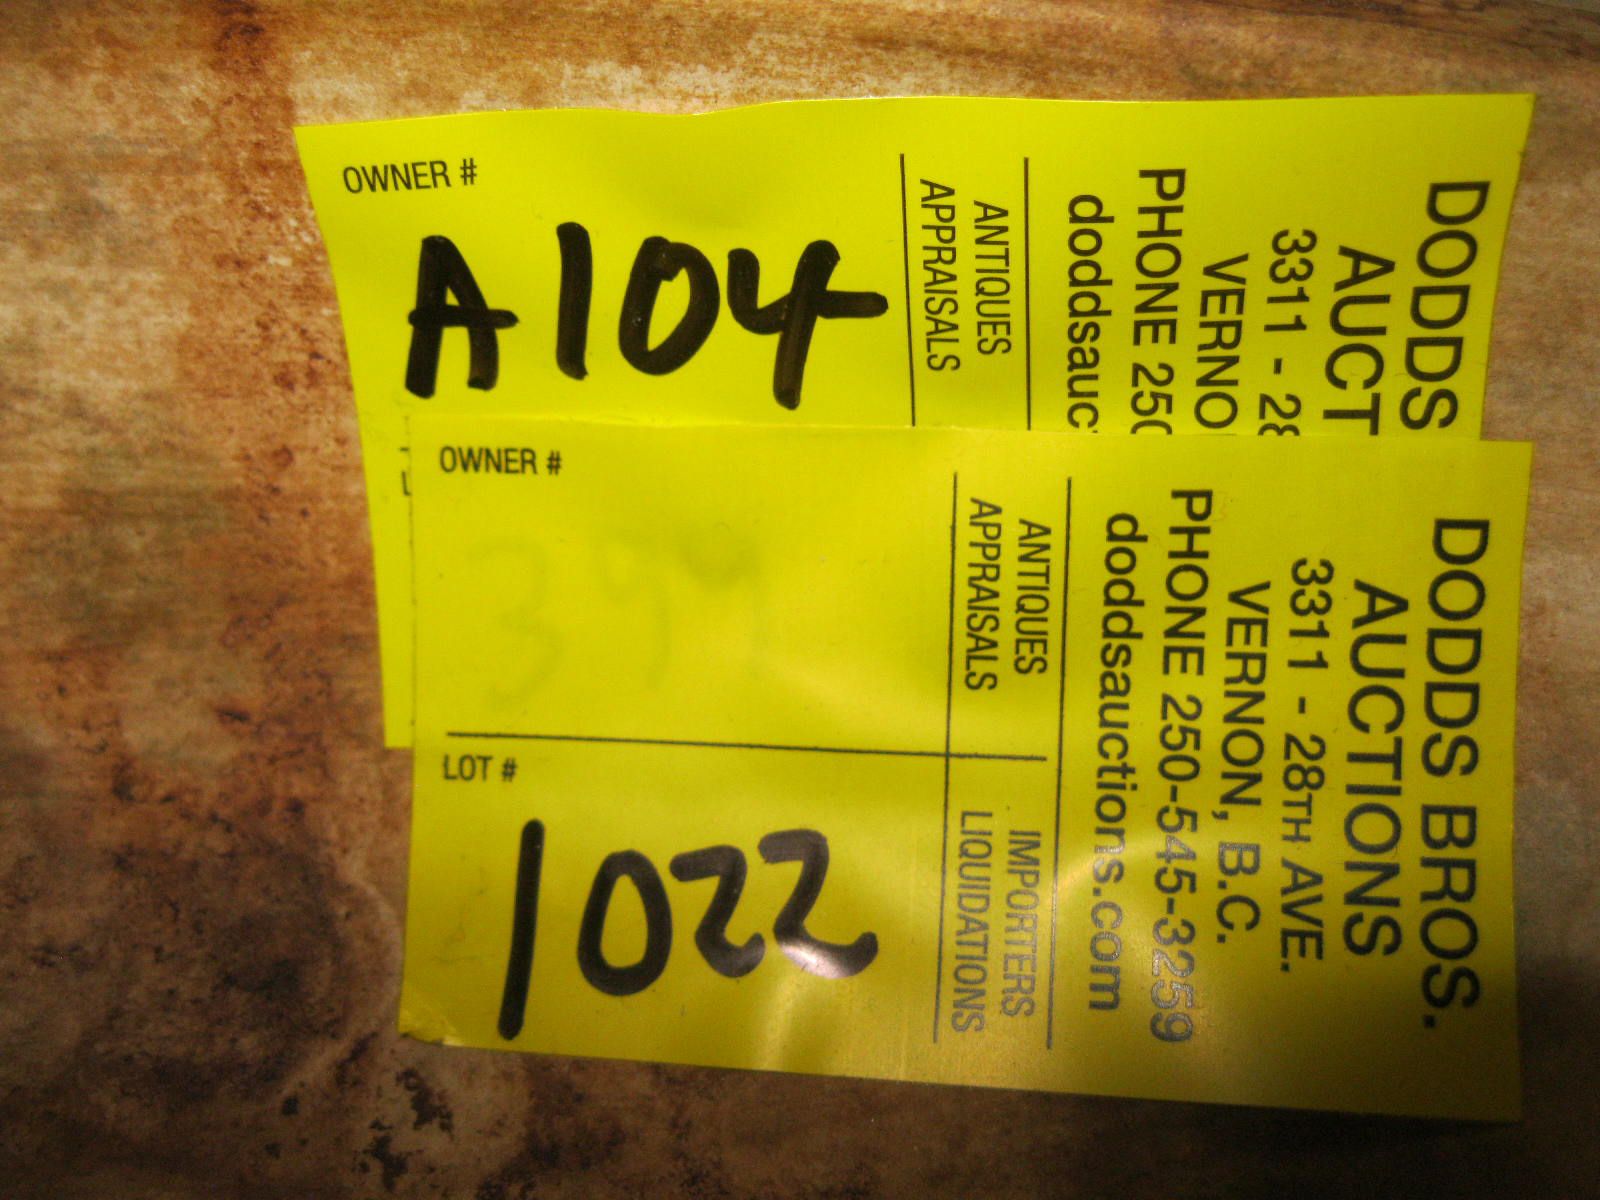 OWNER #
A104
ANTIQUES
APPRAISALS
DODDS
AUCT
3311 - 28
VERNO
PHONE 250
doddsauc
OWNER #
LOT #
1022
ANTIQUES IMPORTERS
APPRAISALS LIQUIDATIONS
DODDS BROS.
AUCTIONS
3311 - 28TH AVE.
VERNON, B.C.
PHONE 250-545-3259
doddsauctions.com